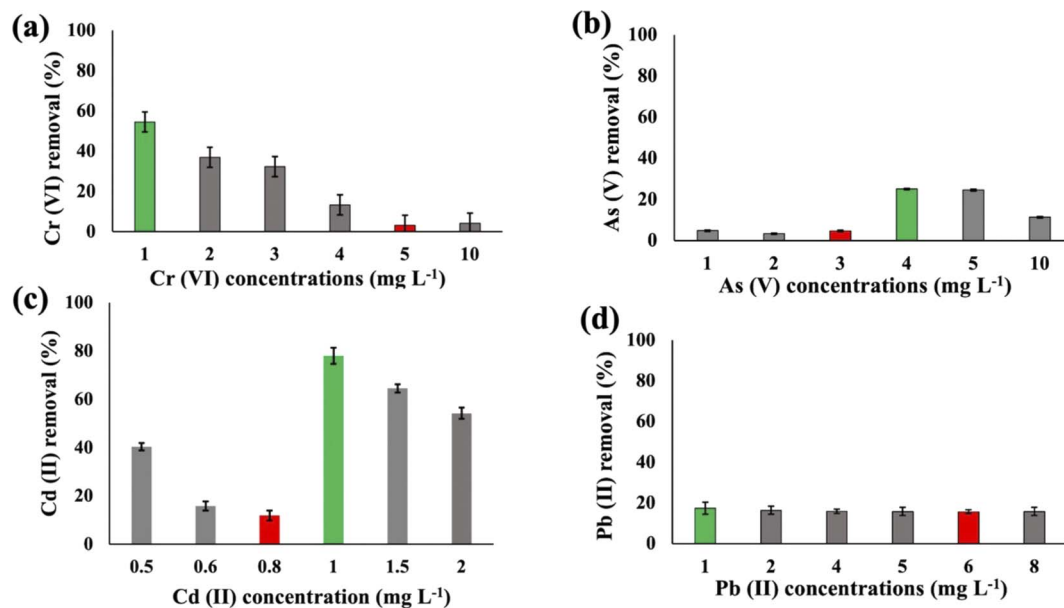 (a)
Cr (VI) removal (%)
100
80
60
40
20
0
1 2 3 4 5 10
Cr (VI) concentrations (mg L⁻¹)
(b)
As (V) removal (%)
100
80
60
40
20
0
1 2 3 4 5 10
As (V) concentrations (mg L⁻¹)
(c)
Cd (II) removal (%)
100
80
60
40
20
0
0.5 0.6 0.8 1 1.5 2
Cd (II) concentration (mg L⁻¹)
(d)
Pb (II) removal (%)
100
80
60
40
20
0
1 2 4 5 6 8
Pb (II) concentrations (mg L⁻¹)